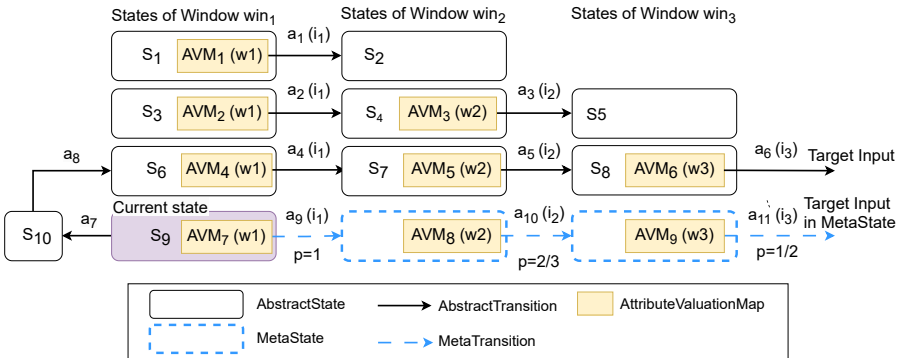 States of Window win₁ States of Window win₂ States of Window win₃
S₁ AVM₁ (w1) a₁ (i₁) S₂
S₃ AVM₂ (w1) a₂ (i₁) S₄ AVM₃ (w2) a₃ (i₂) S5
a₈ S₆ AVM₄ (w1) a₄ (i₁) S₇ AVM₅ (w2) a₅ (i₂) S₈ AVM₆ (w3) a₆ (i₃) Target Input
Current state
S₁₀ a₇ S₉ AVM₇ (w1) a₉ (i₁) p=1 AVM₈ (w2) a₁₀ (i₂) p=2/3 AVM₉ (w3) a₁₁ (i₃) p=1/2 Target Input
in MetaState
AbstractState AbstractTransition AttributeValuationMap
MetaState MetaTransition